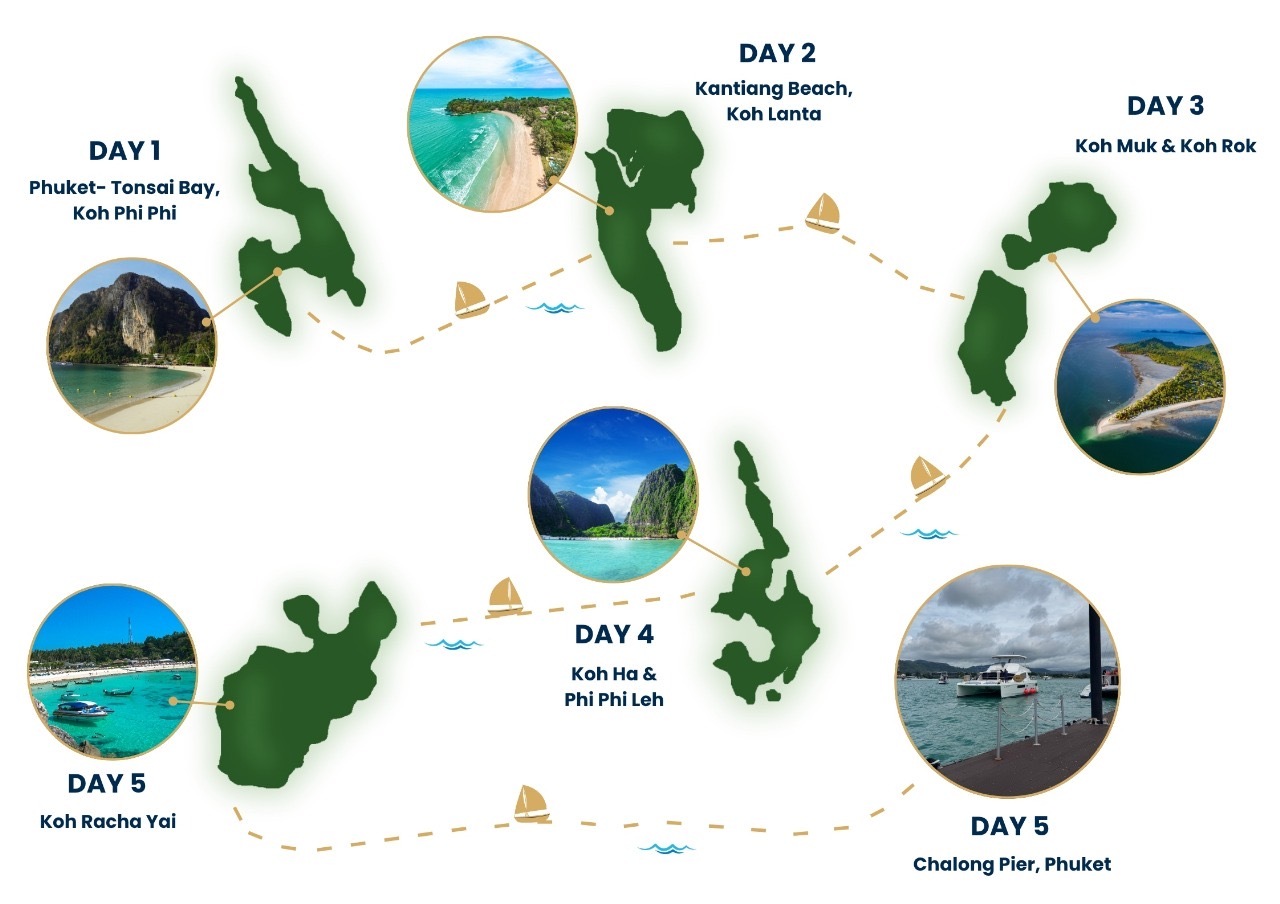 DAY 1
Phuket- Tonsai Bay,
Koh Phi Phi
DAY 2
Kantiang Beach,
Koh Lanta
DAY 3
Koh Muk & Koh Rok
DAY 4
Koh Ha &
Phi Phi Leh
DAY 5
Koh Racha Yai
DAY 5
Chalong Pier, Phuket